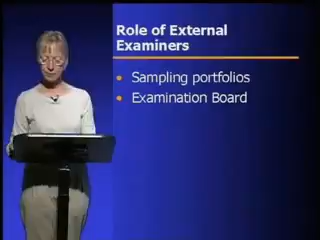 Role of External
Examiners
• Sampling portfolios
• Examination Board